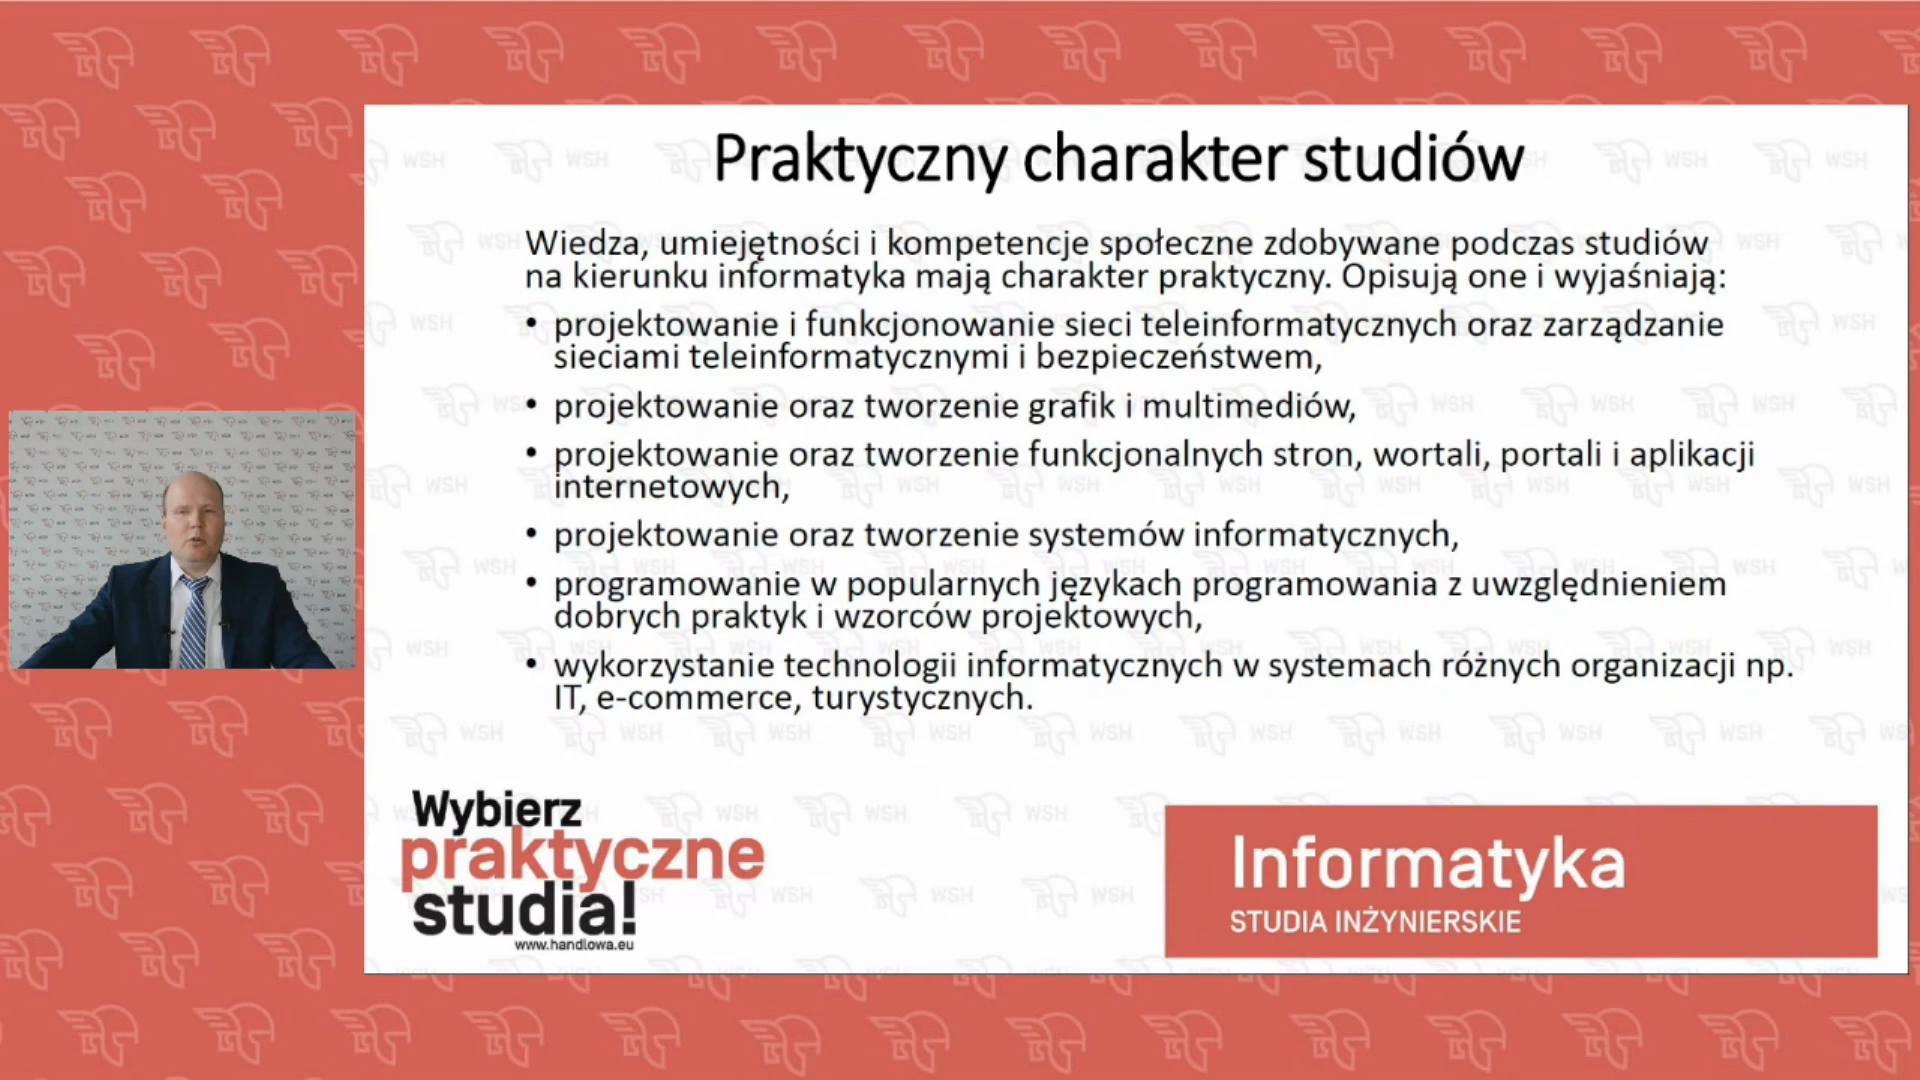 Praktyczny charakter studiów
Wiedza, umiejętności i kompetencje społeczne zdobywane podczas studiów
na kierunku informatyka mają charakter praktyczny. Opisują one i wyjaśniają:
• projektowanie i funkcjonowanie sieci teleinformatycznych oraz zarządzanie
sieciami teleinformatycznymi i bezpieczeństwem,
• projektowanie oraz tworzenie grafik i multimediów,
• projektowanie oraz tworzenie funkcjonalnych stron, wortali, portali i aplikacji
internetowych,
• projektowanie oraz tworzenie systemów informatycznych,
• programowanie w popularnych językach programowania z uwzględnieniem
dobrych praktyk i wzorców projektowych,
• wykorzystanie technologii informatycznych w systemach różnych organizacji np.
IT, e-commerce, turystycznych.
Wybierz
praktyczne
studia!
www.handlowa.eu
Informatyka
STUDIA INŻYNIERSKIE